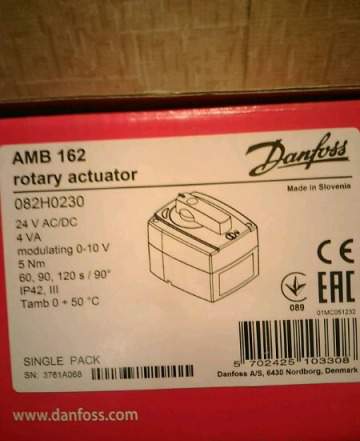 AMB 162
rotary actuator
Danfoss
Made in Slovenia
082H0230
24 V AC/DC
4 VA
modulating 0-10 V
5 Nm
60, 90, 120 s / 90°
IP42, III
Tamb 0 + 50 °C
CE
EAC
089
01MC051232
SINGLE PACK
SN: 3761A068
5 702425 103308
Danfoss A/S, 6430 Nordborg, Denmark
www.danfoss.com